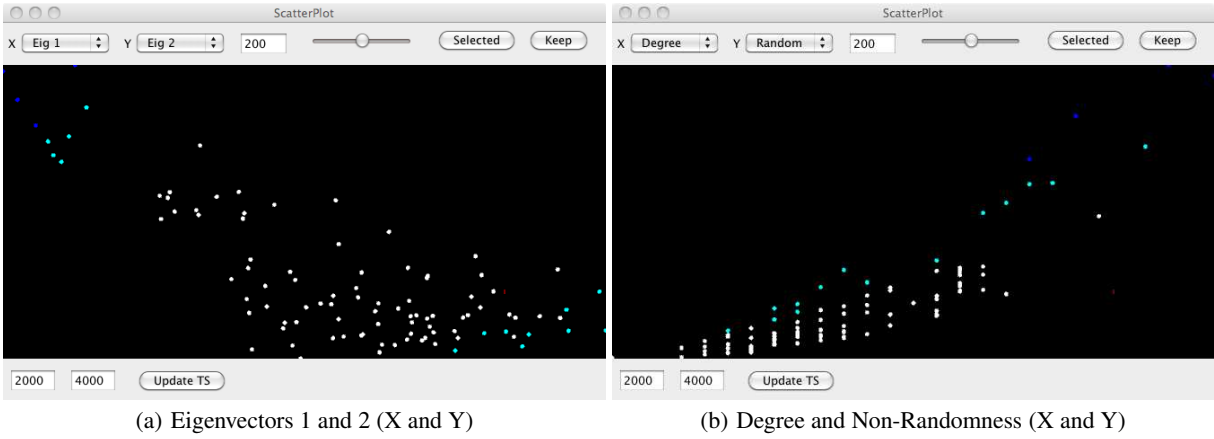 ScatterPlot
X Eig 1 Y Eig 2 200 Selected Keep
2000 4000 Update TS
(a) Eigenvectors 1 and 2 (X and Y)
ScatterPlot
X Degree Y Random 200 Selected Keep
2000 4000 Update TS
(b) Degree and Non-Randomness (X and Y)